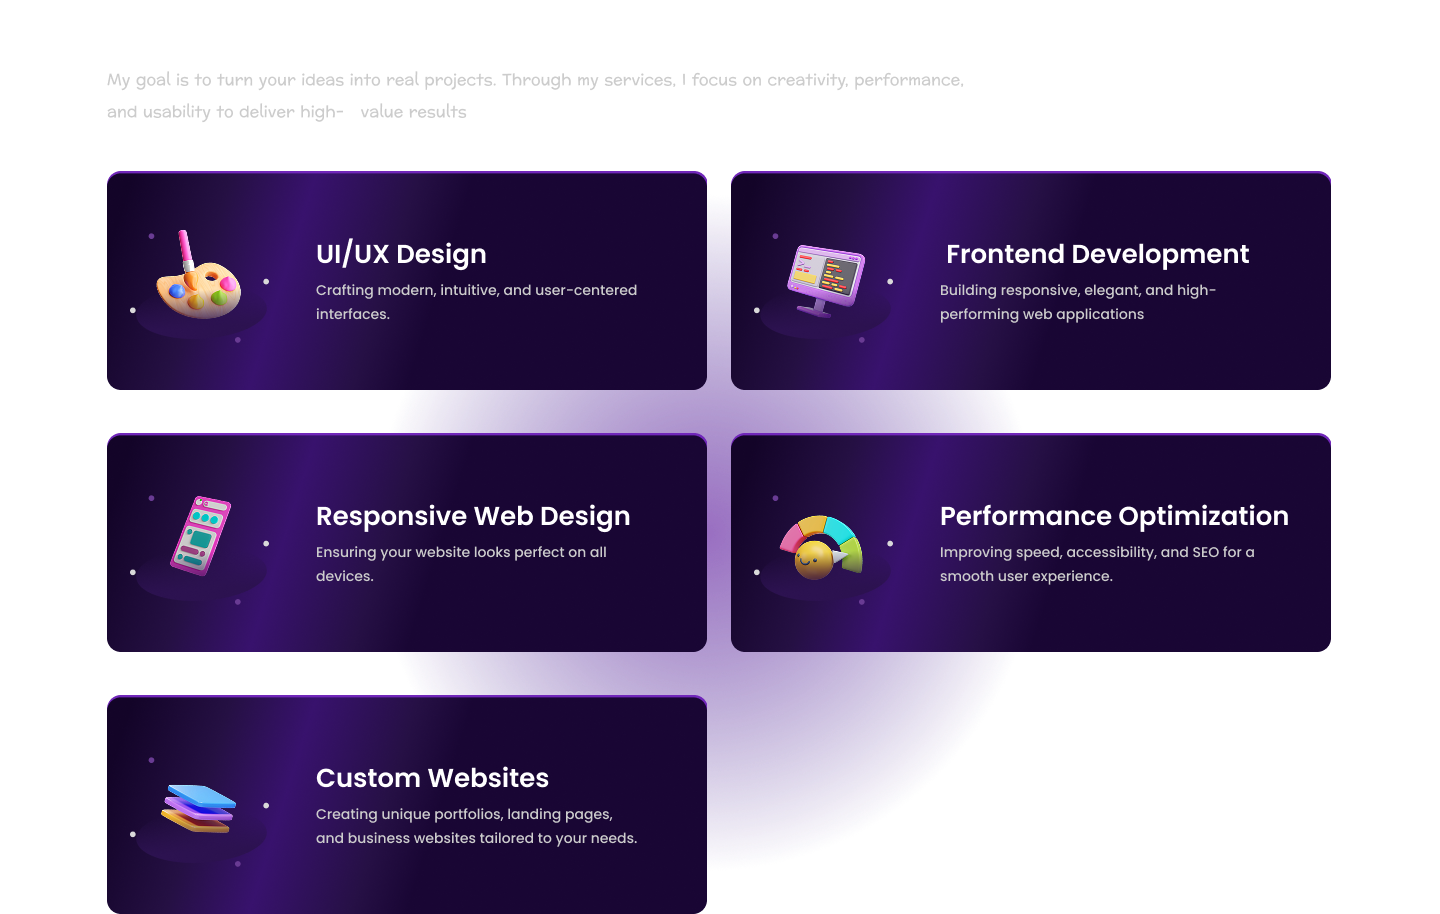 My goal is to turn your ideas into real projects. Through my services, I focus on creativity, performance,
and usability to deliver high- value results
UI/UX Design
Crafting modern, intuitive, and user-centered
interfaces.
Frontend Development
Building responsive, elegant, and high-
performing web applications
Responsive Web Design
Ensuring your website looks perfect on all
devices.
Performance Optimization
Improving speed, accessibility, and SEO for a
smooth user experience.
Custom Websites
Creating unique portfolios, landing pages,
and business websites tailored to your needs.